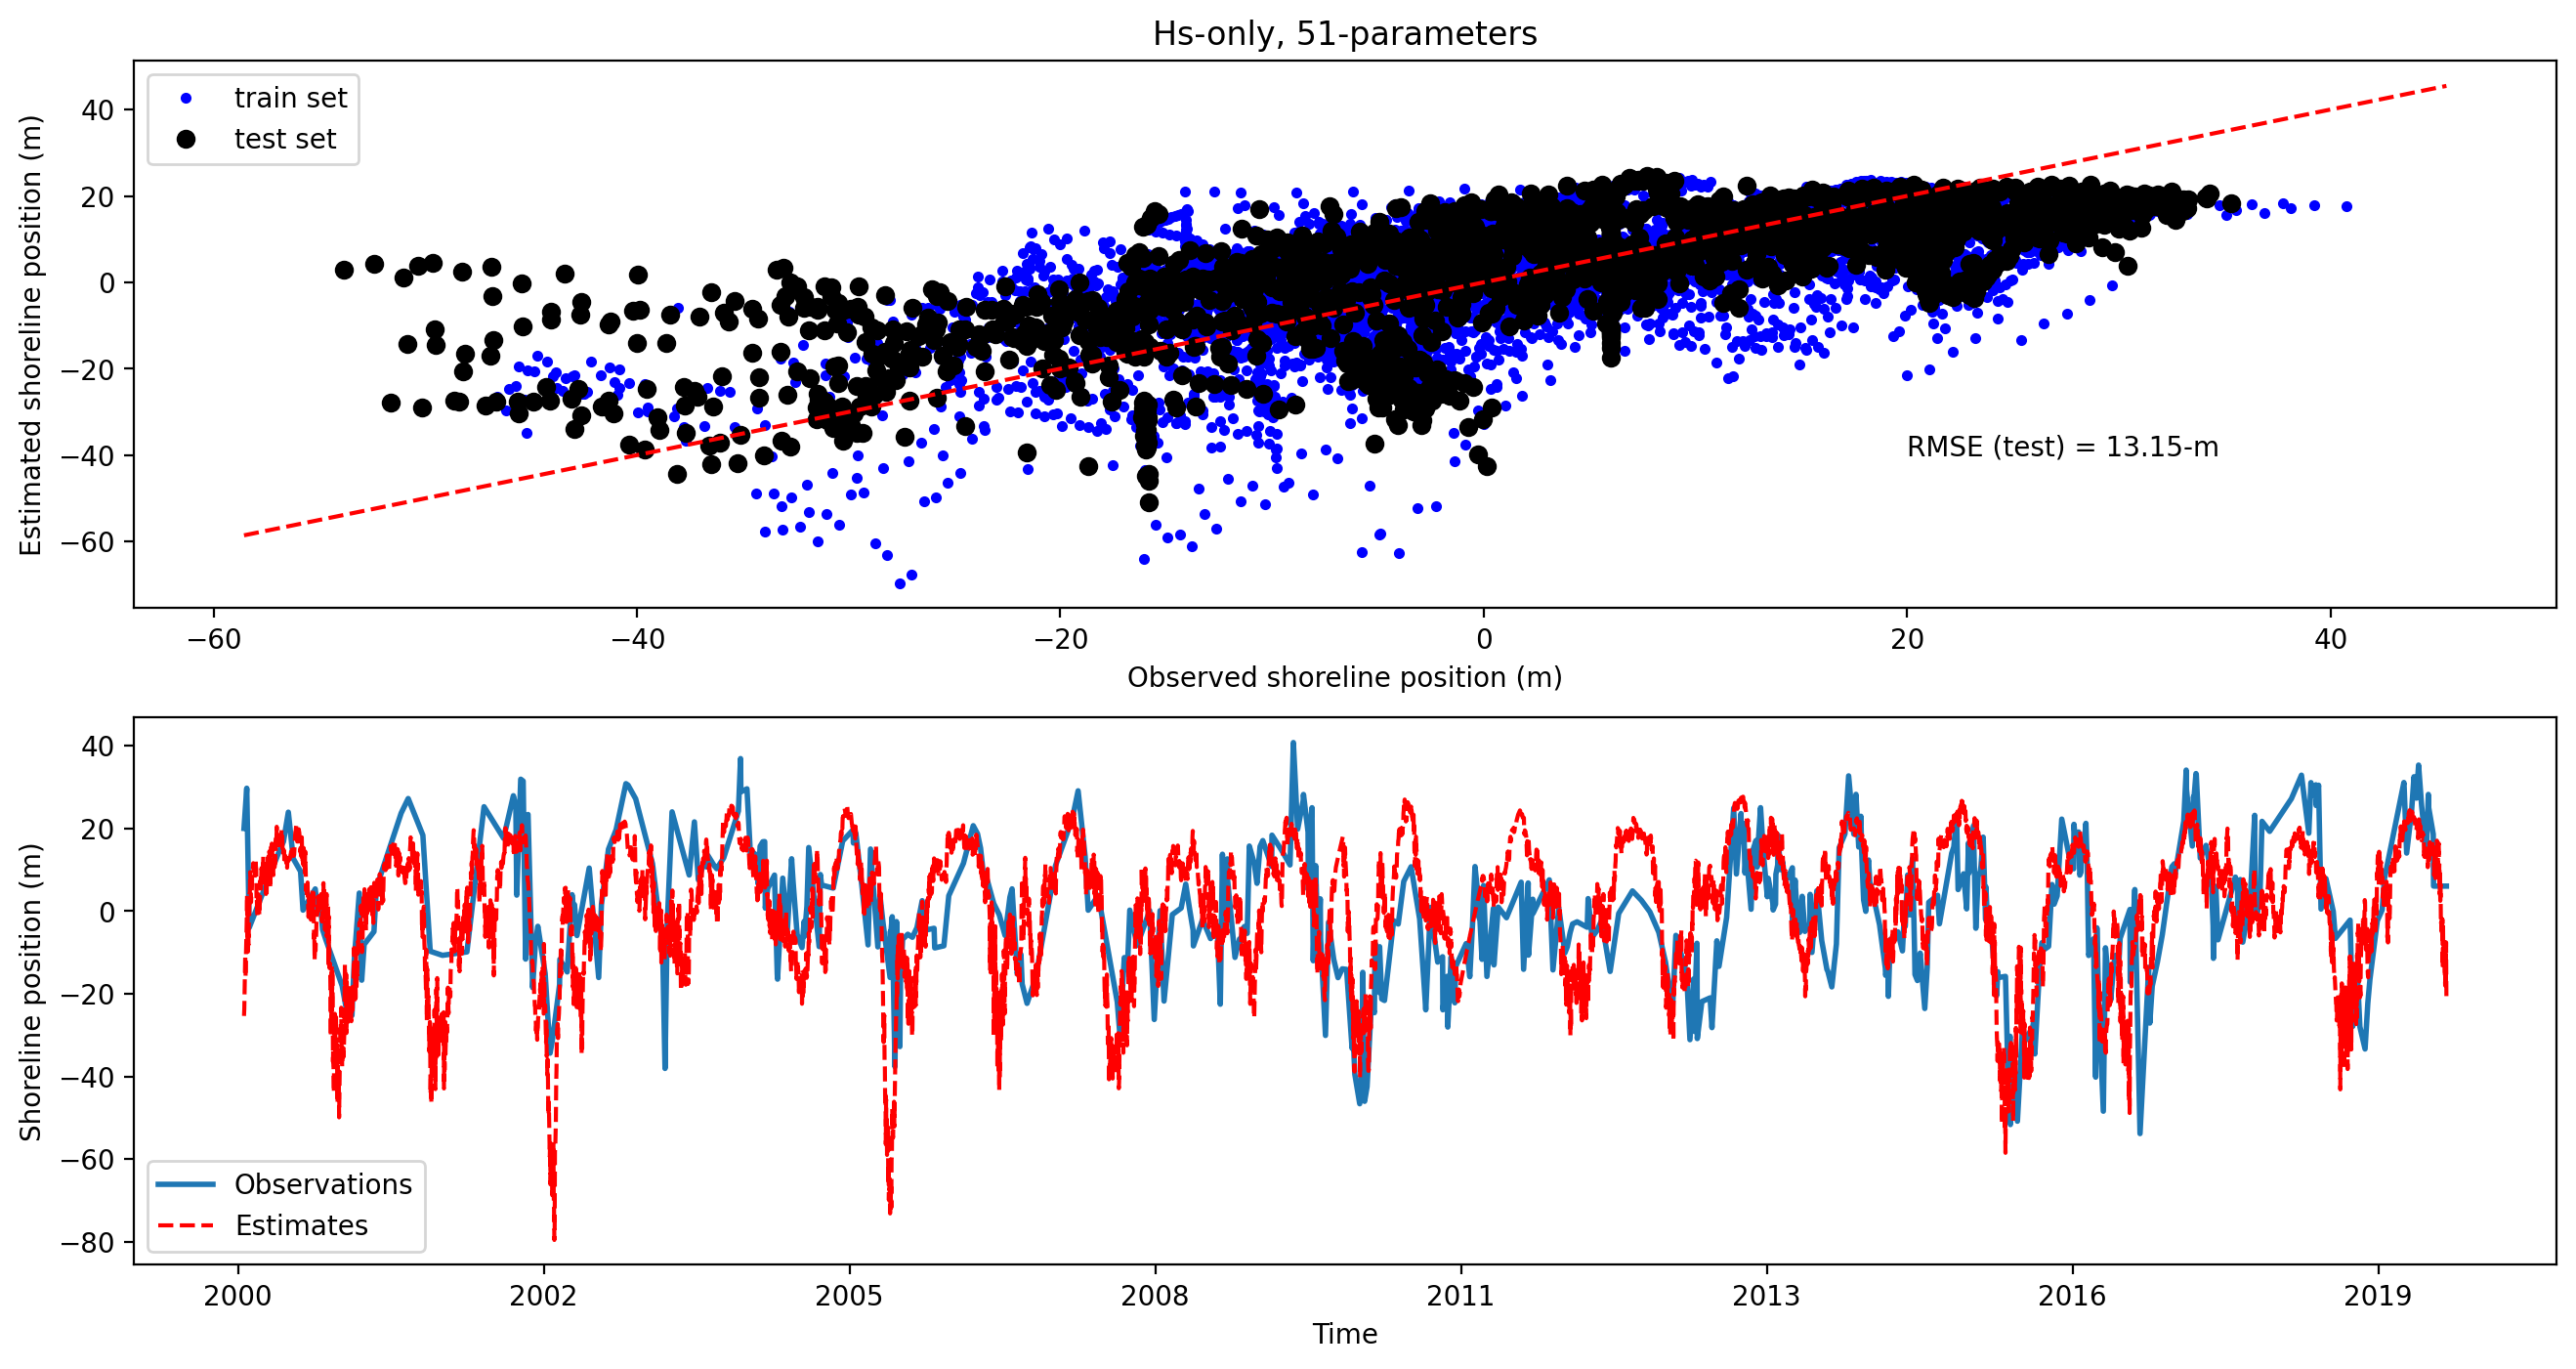 Hs-only, 51-parameters
train set
test set
Estimated shoreline position (m)
40
20
0
−20
−40
−60
RMSE (test) = 13.15-m
−60
−40
−20
0
20
40
Observed shoreline position (m)
Shoreline position (m)
40
20
0
−20
−40
−60
−80
Observations
Estimates
2000
2002
2005
2008
2011
2013
2016
2019
Time